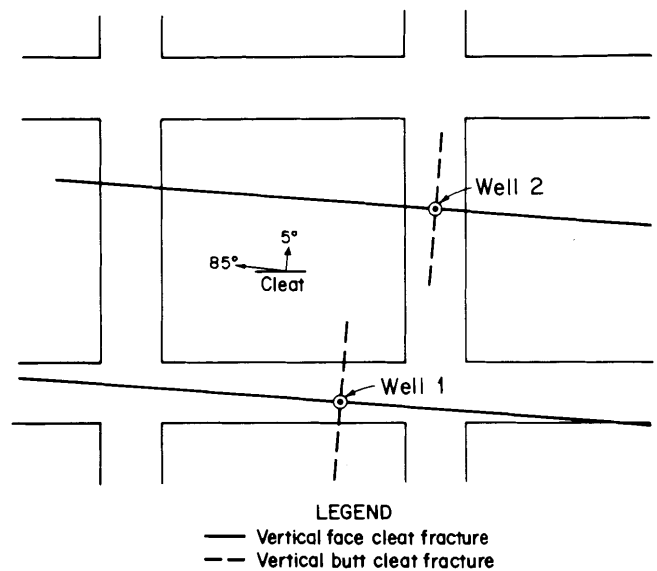 Well 2
5°
85°
Cleat
Well 1
LEGEND
Vertical face cleat fracture
Vertical butt cleat fracture